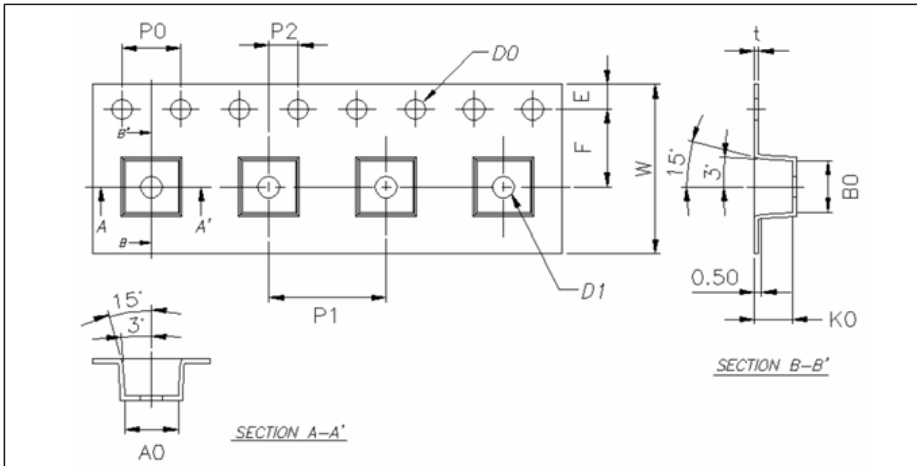 P0
P2
D0
t
E
F
W
B'
A
A'
B
15°
3°
B0
D1
0.50
P1
K0
15°
3°
SECTION B-B'
SECTION A-A'
A0